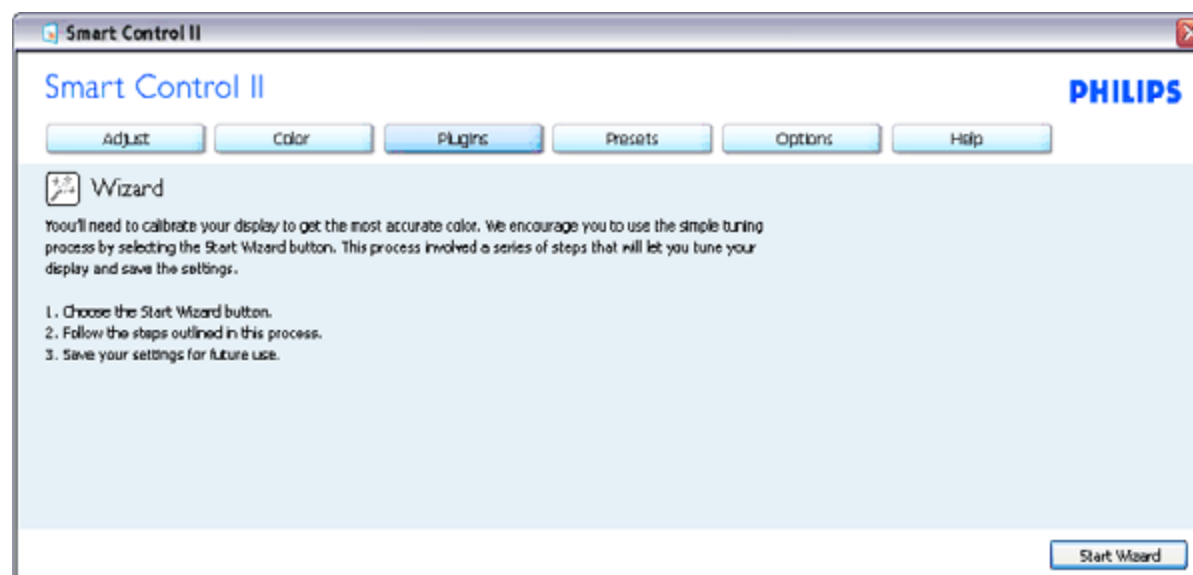 Smart Control II
Smart Control II
PHILIPS
Adjust Color Plugins Presets Options Help
Wizard
Yoou'll need to calibrate your display to get the most accurate color. We encourage you to use the simple tuning
process by selecting the Start Wizard button. This process involved a series of steps that will let you tune your
display and save the settings.
1. Choose the Start Wizard button.
2. Follow the steps outlined in this process.
3. Save your settings for future use.
Start Wizard